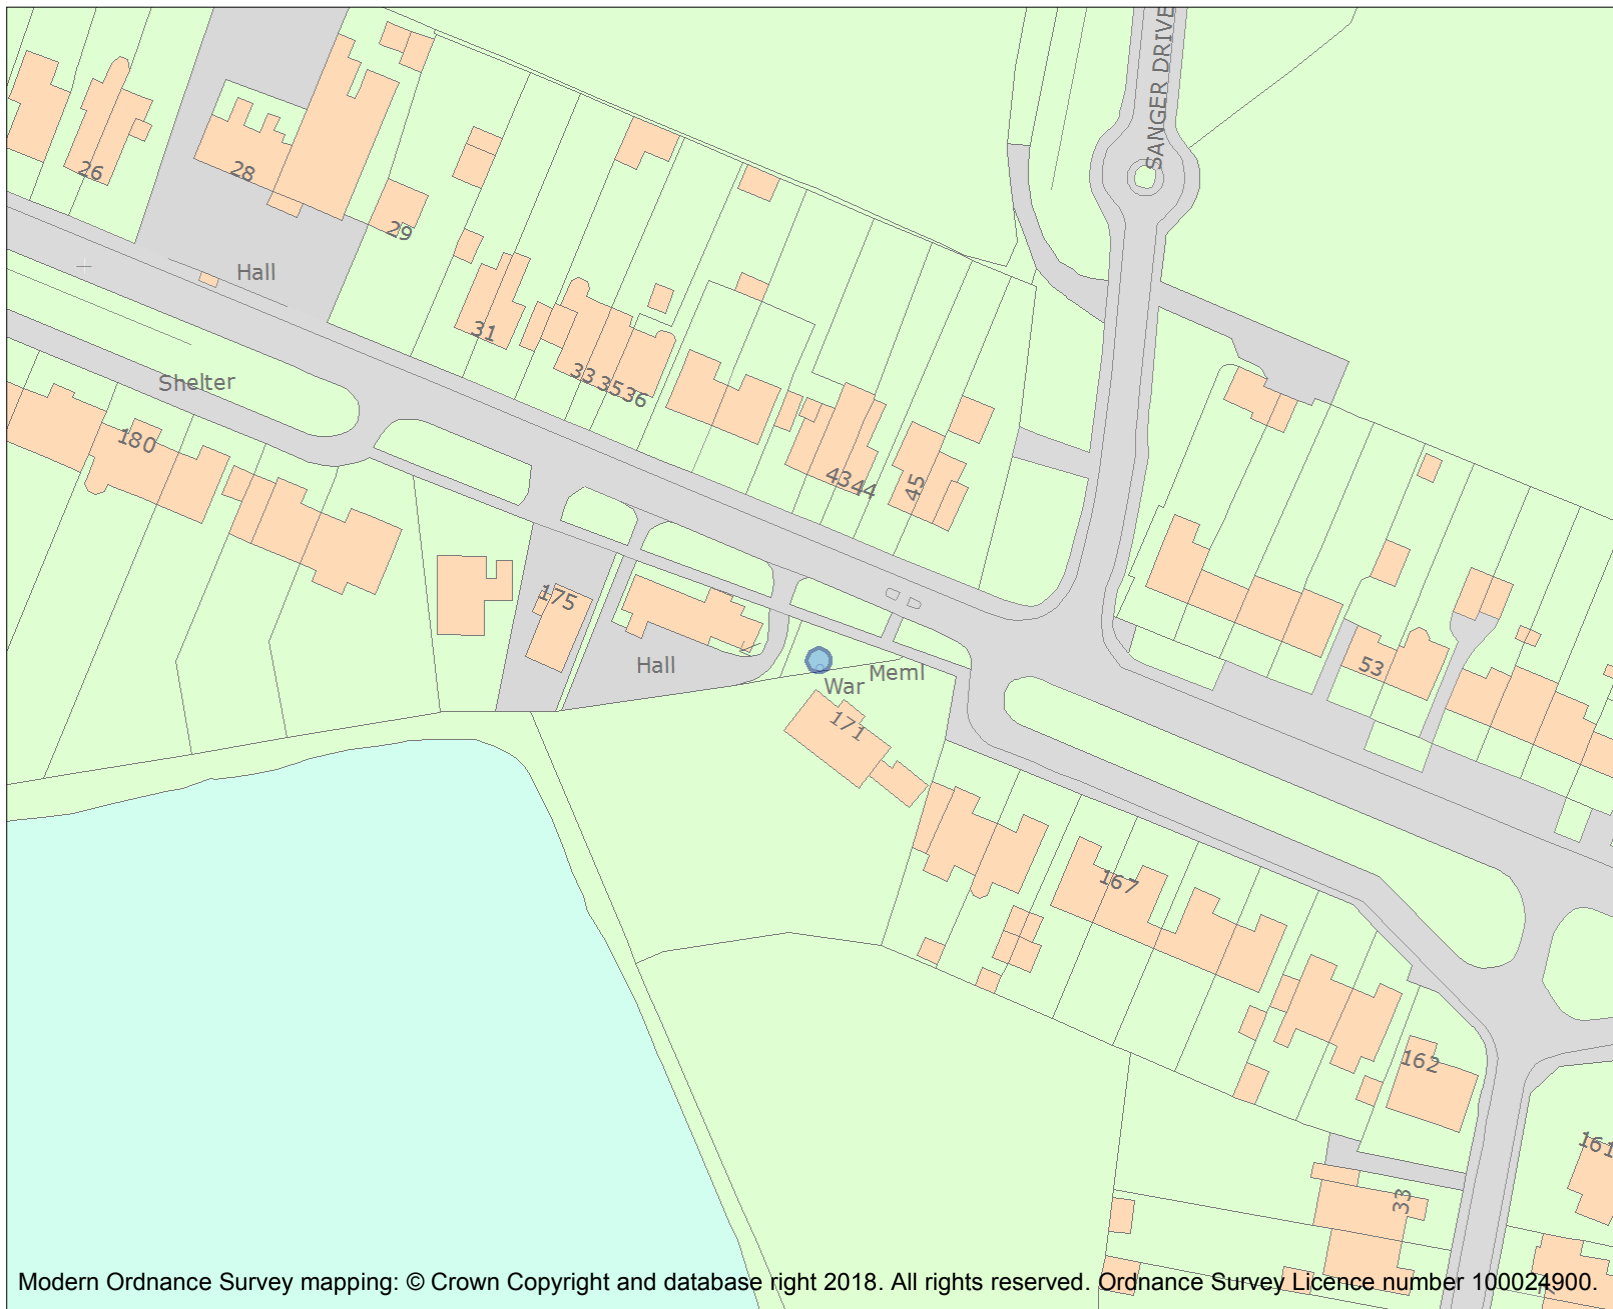 SANGER DRIVE
26
28
29
Hall
31
33 35 36
Shelter
180
43 44
45
175
Hall
War Meml
171
53
167
162
161
33
Modern Ordnance Survey mapping: © Crown Copyright and database right 2018. All rights reserved. Ordnance Survey Licence number 100024900.